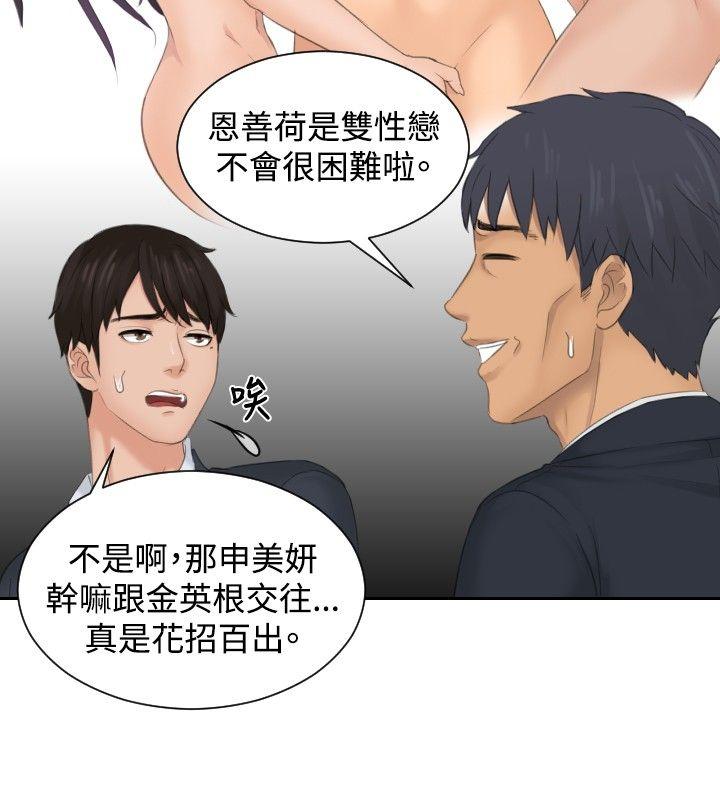 恩善荷是雙性戀
不會很困難啦。
唉
不是啊，那申美妍
幹嘛跟金英根交往...
真是花招百出。